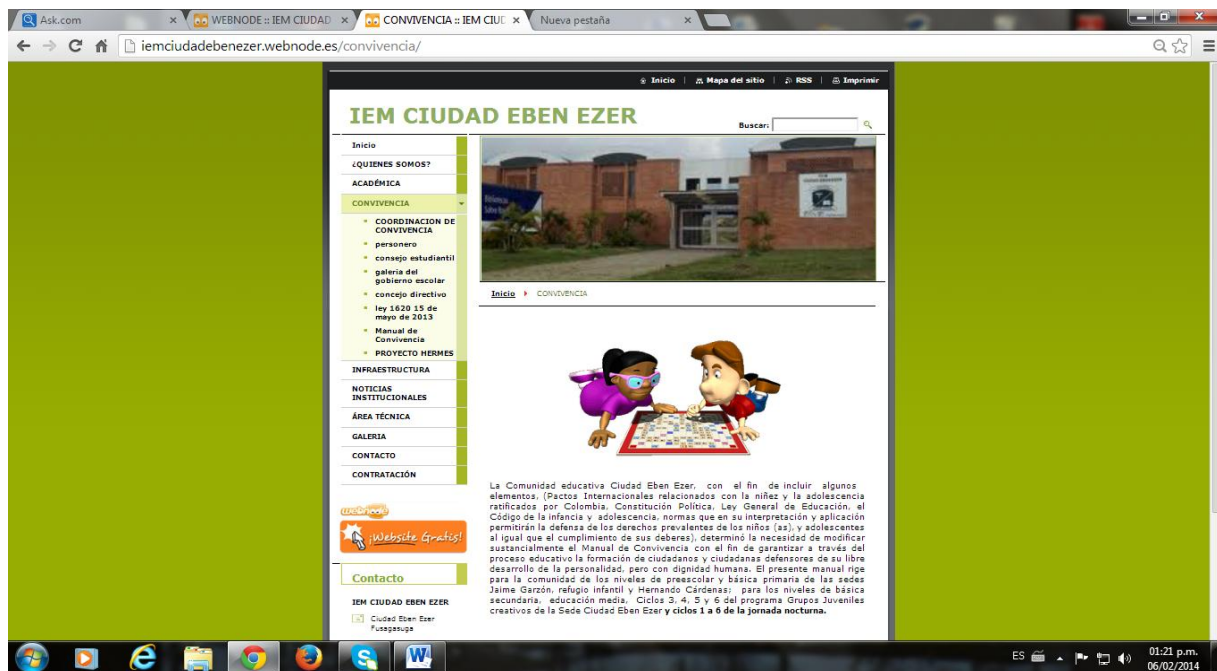 Ask.com
WEBNODE :: IEM CIUDAD
CONVIVENCIA :: IEM CIUD
Nueva pestaña
iemciudadebenezer.webnode.es/convivencia/
Inicio | Mapa del sitio | RSS | Imprimir
IEM CIUDAD EBEN EZER
Buscar:
Inicio
¿QUIENES SOMOS?
ACADÉMICA
CONVIVENCIA
COORDINACION DE
CONVIVENCIA
personero
consejo estudiantil
galeria del
gobierno escolar
concejo directivo
ley 1620 15 de
mayo de 2013
Manual de
Convivencia
PROYECTO HERMES
INFRAESTRUCTURA
NOTICIAS
INSTITUCIONALES
ÁREA TÉCNICA
GALERIA
CONTACTO
CONTRATACIÓN
webnode
¡Website Gratis!
Contacto
IEM CIUDAD EBEN EZER
Ciudad Eben Ezer
Fusagasuga
Inicio CONVIVENCIA
La Comunidad educativa Ciudad Eben Ezer, con el fin de incluir algunos
elementos, (Pactos Internacionales relacionados con la niñez y la adolescencia
ratificados por Colombia, Constitución Política, Ley General de Educación, el
Código de la infancia y adolescencia, normas que en su interpretación y aplicación
permitirán la defensa de los derechos prevalentes de los niños (as), y adolescentes
al igual que el cumplimiento de sus deberes), determinó la necesidad de modificar
sustancialmente el Manual de Convivencia con el fin de garantizar a través del
proceso educativo la formación de ciudadanos y ciudadanas defensores de su libre
desarrollo de la personalidad, pero con dignidad humana. El presente manual rige
para la comunidad de los niveles de preescolar y básica primaria de las sedes
Jaime Garzón, refugio infantil y Hernando Cárdenas; para los niveles de básica
secundaria, educación media, Ciclos 3, 4, 5 y 6 del programa Grupos Juveniles
creativos de la Sede Ciudad Eben Ezer y ciclos 1 a 6 de la jornada nocturna.
ES
01:21 p.m.
06/02/2014